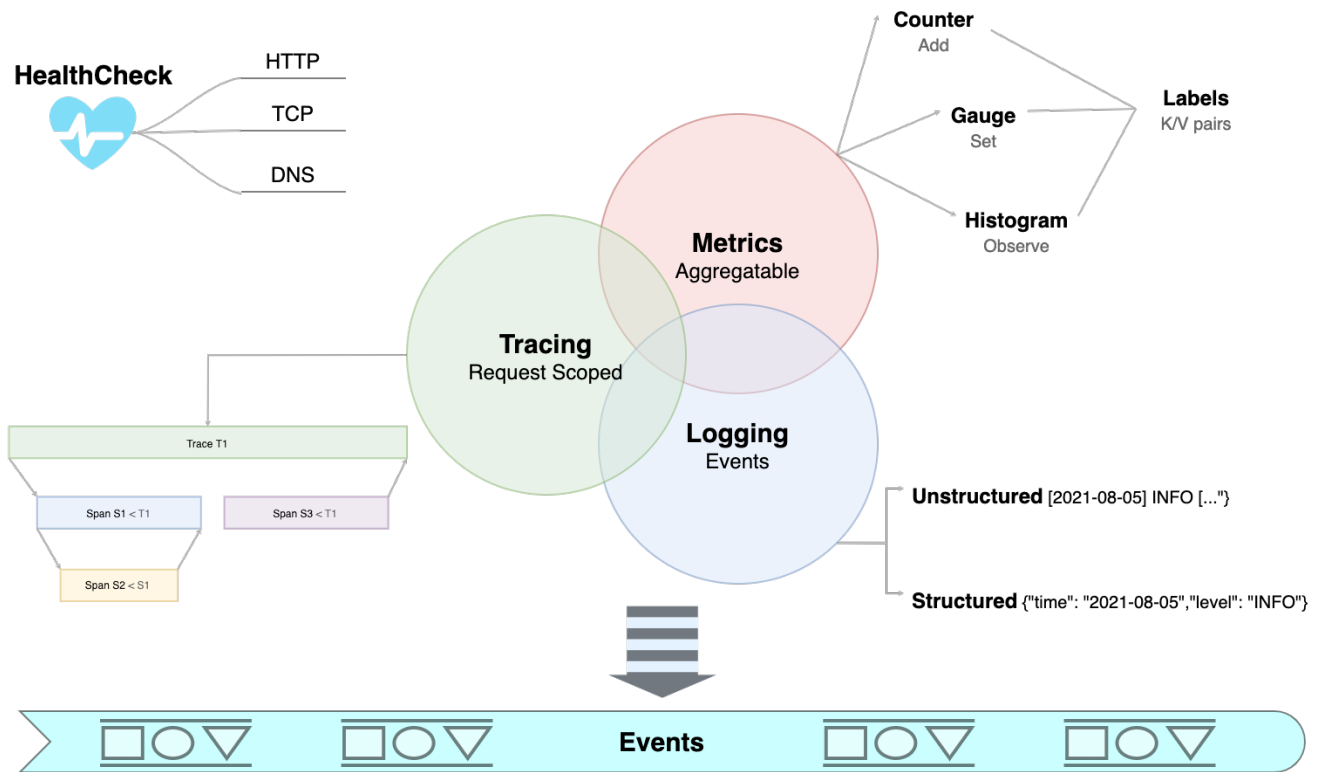 HealthCheck
HTTP
TCP
DNS
Counter
Add
Gauge
Set
Histogram
Observe
Labels
K/V pairs
Metrics
Aggregatable
Tracing
Request Scoped
Logging
Events
Trace T1
Span S1 < T1
Span S3 < T1
Span S2 < S1
Unstructured [2021-08-05] INFO [..."}
Structured {"time": "2021-08-05","level": "INFO"}
Events